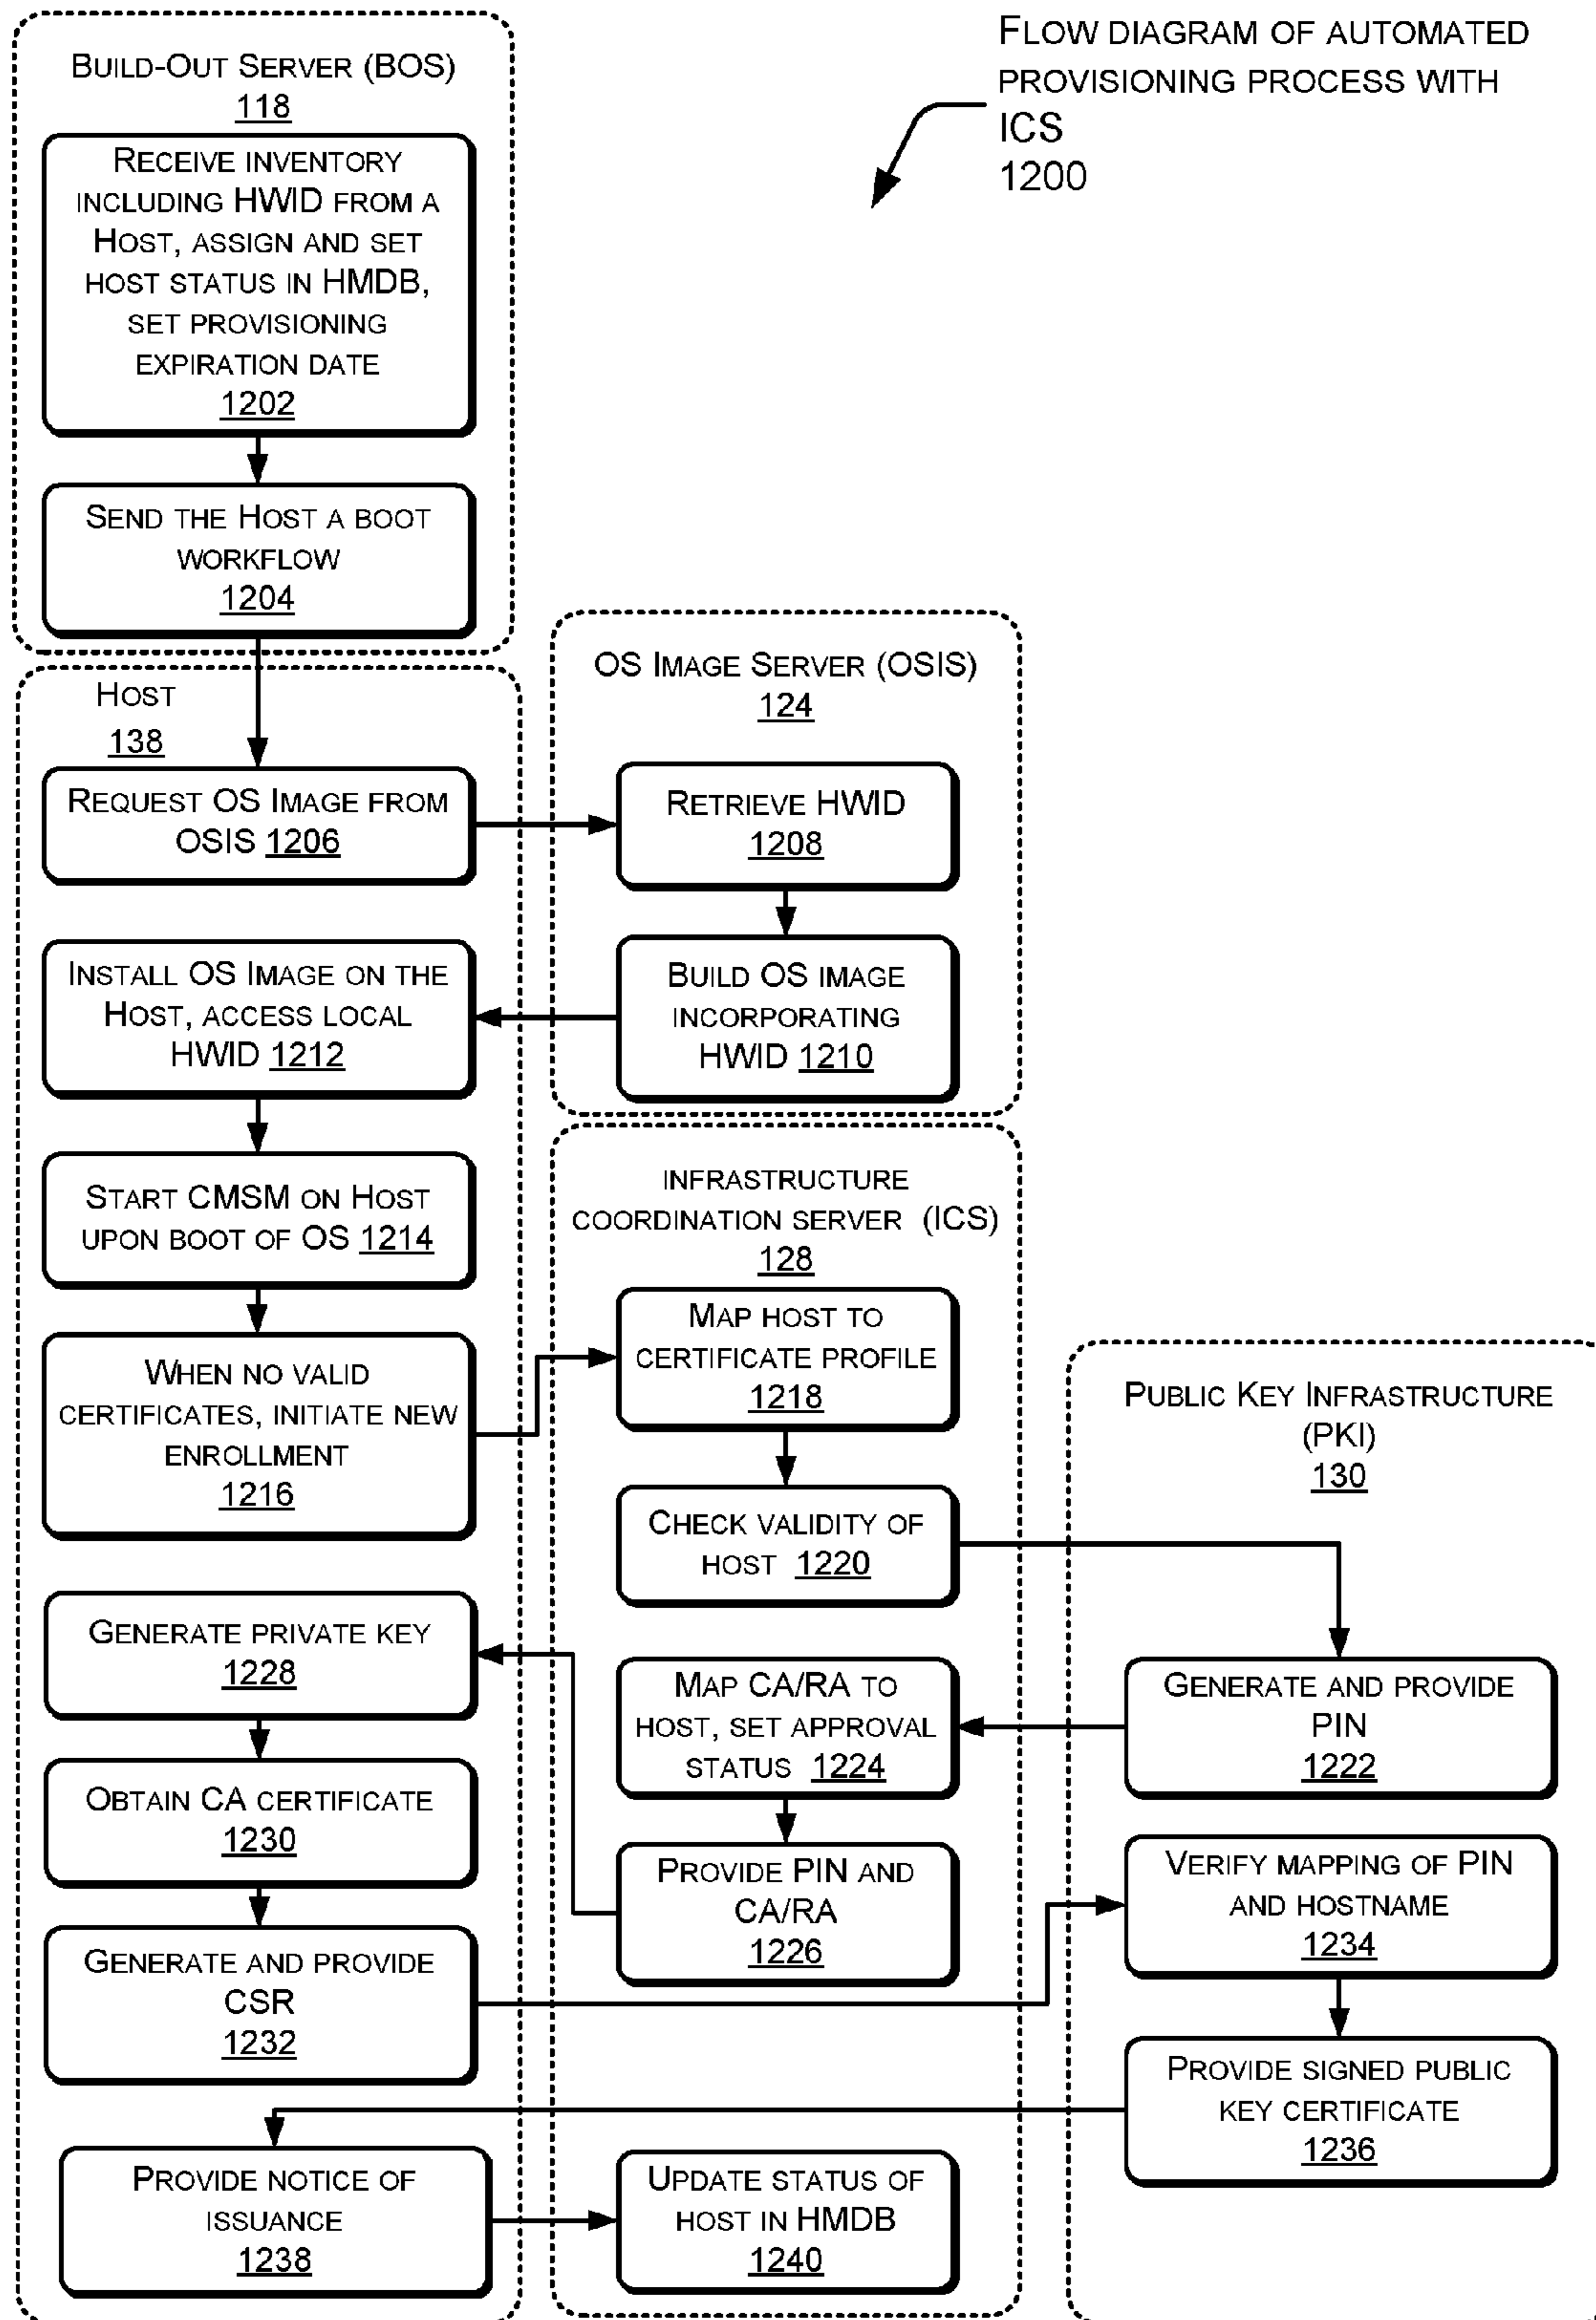 FLOW DIAGRAM OF AUTOMATED
PROVISIONING PROCESS WITH
ICS
1200
BUILD-OUT SERVER (BOS)
118
RECEIVE INVENTORY
INCLUDING HWID FROM A
HOST, ASSIGN AND SET
HOST STATUS IN HMDB,
SET PROVISIONING
EXPIRATION DATE
1202
SEND THE HOST A BOOT
WORKFLOW
1204
HOST
138
REQUEST OS IMAGE FROM
OSIS 1206
OS IMAGE SERVER (OSIS)
124
RETRIEVE HWID
1208
BUILD OS IMAGE
INCORPORATING
HWID 1210
INSTALL OS IMAGE ON THE
HOST, ACCESS LOCAL
HWID 1212
START CMSM ON HOST
UPON BOOT OF OS 1214
WHEN NO VALID
CERTIFICATES, INITIATE NEW
ENROLLMENT
1216
INFRASTRUCTURE
COORDINATION SERVER (ICS)
128
MAP HOST TO
CERTIFICATE PROFILE
1218
CHECK VALIDITY OF
HOST 1220
PUBLIC KEY INFRASTRUCTURE
(PKI)
130
GENERATE AND PROVIDE
PIN
1222
MAP CA/RA TO
HOST, SET APPROVAL
STATUS 1224
PROVIDE PIN AND
CA/RA
1226
GENERATE PRIVATE KEY
1228
OBTAIN CA CERTIFICATE
1230
GENERATE AND PROVIDE
CSR
1232
VERIFY MAPPING OF PIN
AND HOSTNAME
1234
PROVIDE SIGNED PUBLIC
KEY CERTIFICATE
1236
PROVIDE NOTICE OF
ISSUANCE
1238
UPDATE STATUS OF
HOST IN HMDB
1240